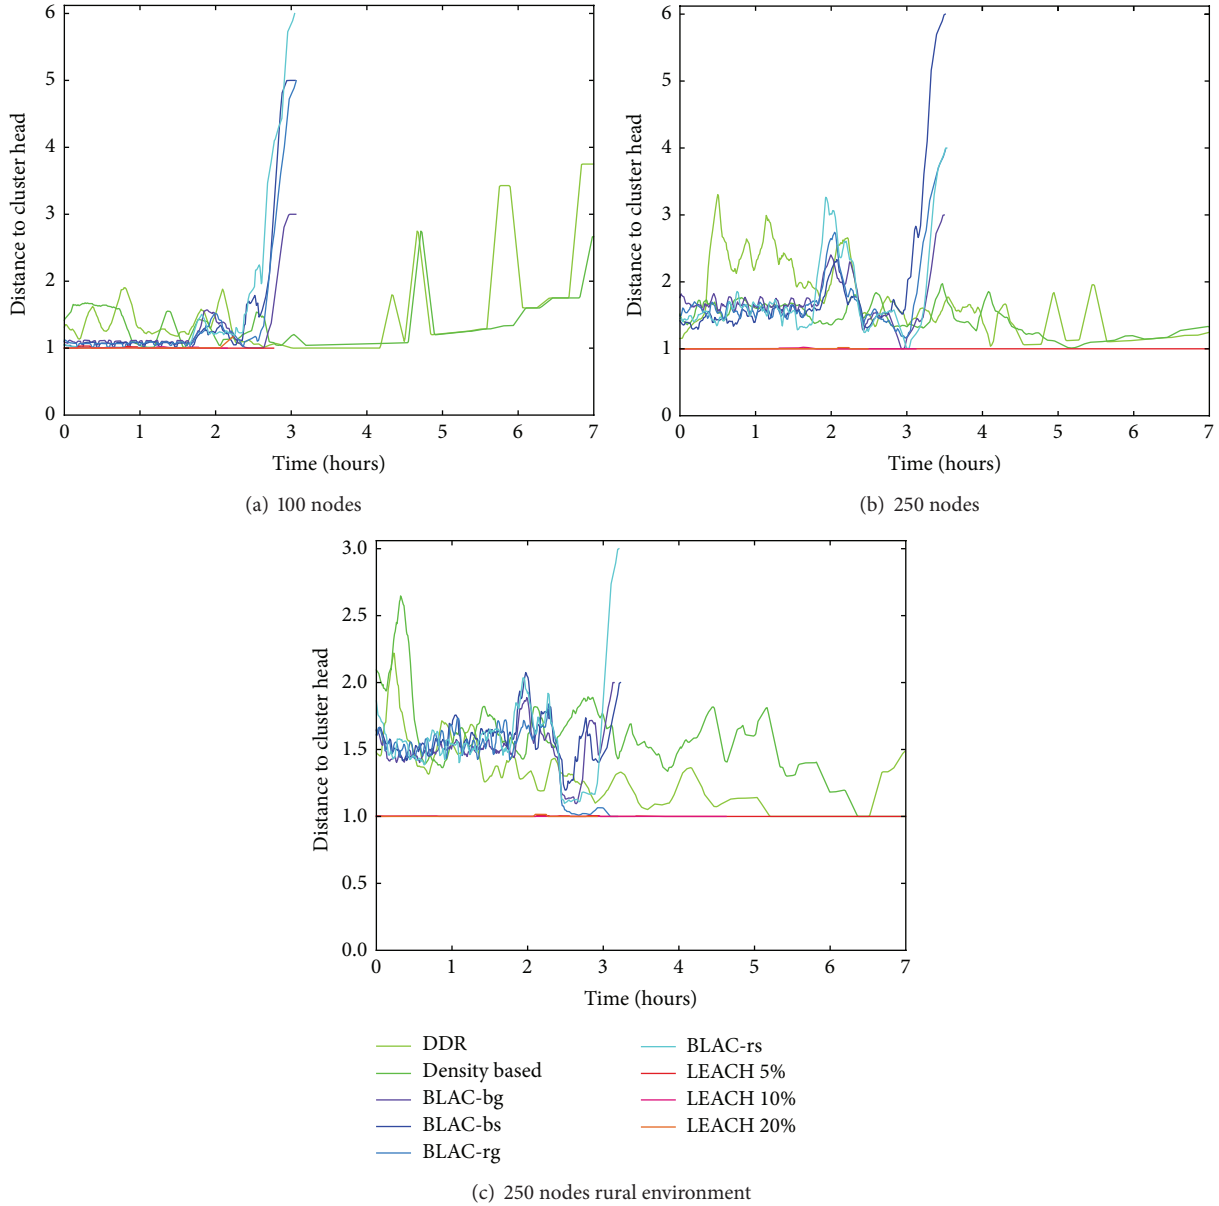 6
5
4
3
2
1
0
Distance to cluster head
0 1 2 3 4 5 6 7
Time (hours)
(a) 100 nodes
6
5
4
3
2
1
0
Distance to cluster head
0 1 2 3 4 5 6 7
Time (hours)
(b) 250 nodes
3.0
2.5
2.0
1.5
1.0
0.5
0.0
Distance to cluster head
0 1 2 3 4 5 6 7
Time (hours)
DDR
Density based
BLAC-bg
BLAC-bs
BLAC-rg
BLAC-rs
LEACH 5%
LEACH 10%
LEACH 20%
(c) 250 nodes rural environment